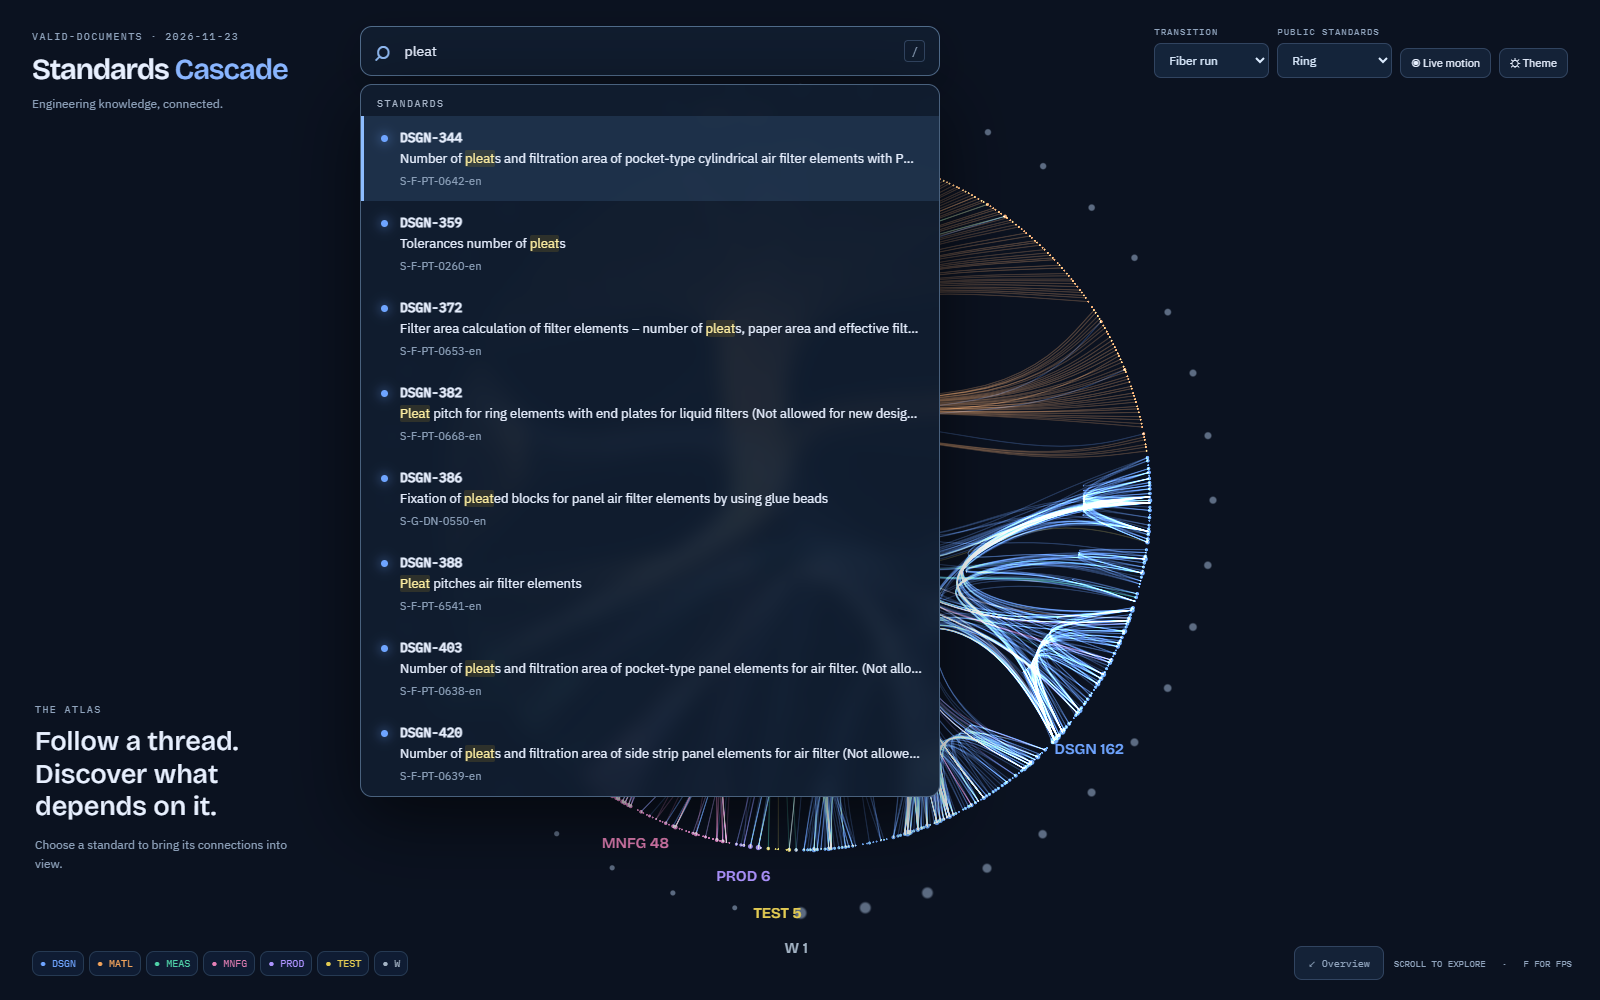 VALID-DOCUMENTS · 2026-11-23
Standards Cascade
Engineering knowledge, connected.
pleat
/
TRANSITION
Fiber run
PUBLIC STANDARDS
Ring
Live motion
Theme
STANDARDS
DSGN-344
Number of pleats and filtration area of pocket-type cylindrical air filter elements with P...
S-F-PT-0642-en
DSGN-359
Tolerances number of pleats
S-F-PT-0260-en
DSGN-372
Filter area calculation of filter elements – number of pleats, paper area and effective filt...
S-F-PT-0653-en
DSGN-382
Pleat pitch for ring elements with end plates for liquid filters (Not allowed for new desig...
S-F-PT-0668-en
DSGN-386
Fixation of pleated blocks for panel air filter elements by using glue beads
S-G-DN-0550-en
DSGN-388
Pleat pitches air filter elements
S-F-PT-6541-en
DSGN-403
Number of pleats and filtration area of pocket-type panel elements for air filter. (Not allo...
S-F-PT-0638-en
DSGN-420
Number of pleats and filtration area of side strip panel elements for air filter (Not allowe...
S-F-PT-0639-en
THE ATLAS
Follow a thread.
Discover what
depends on it.
Choose a standard to bring its connections into
view.
DSGN 162
MNFG 48
PROD 6
TEST 5
W 1
DSGN
MATL
MEAS
MNFG
PROD
TEST
W
✓ Overview
SCROLL TO EXPLORE · F FOR FPS